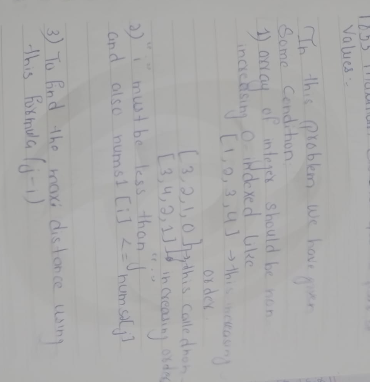 values:-
In this problem we have given
Some condition
1) array of integer should be non
increasing 0-indexed like
[1, 2, 3, 4] → this increasing
order
[3, 2, 1, 0] this called non
[3, 4, 2, 1] increasing order
2) "i" must be less than "j"
and also nums1[i] <= nums2[j]
3) To find the maxi distance using
this formula (j-i)